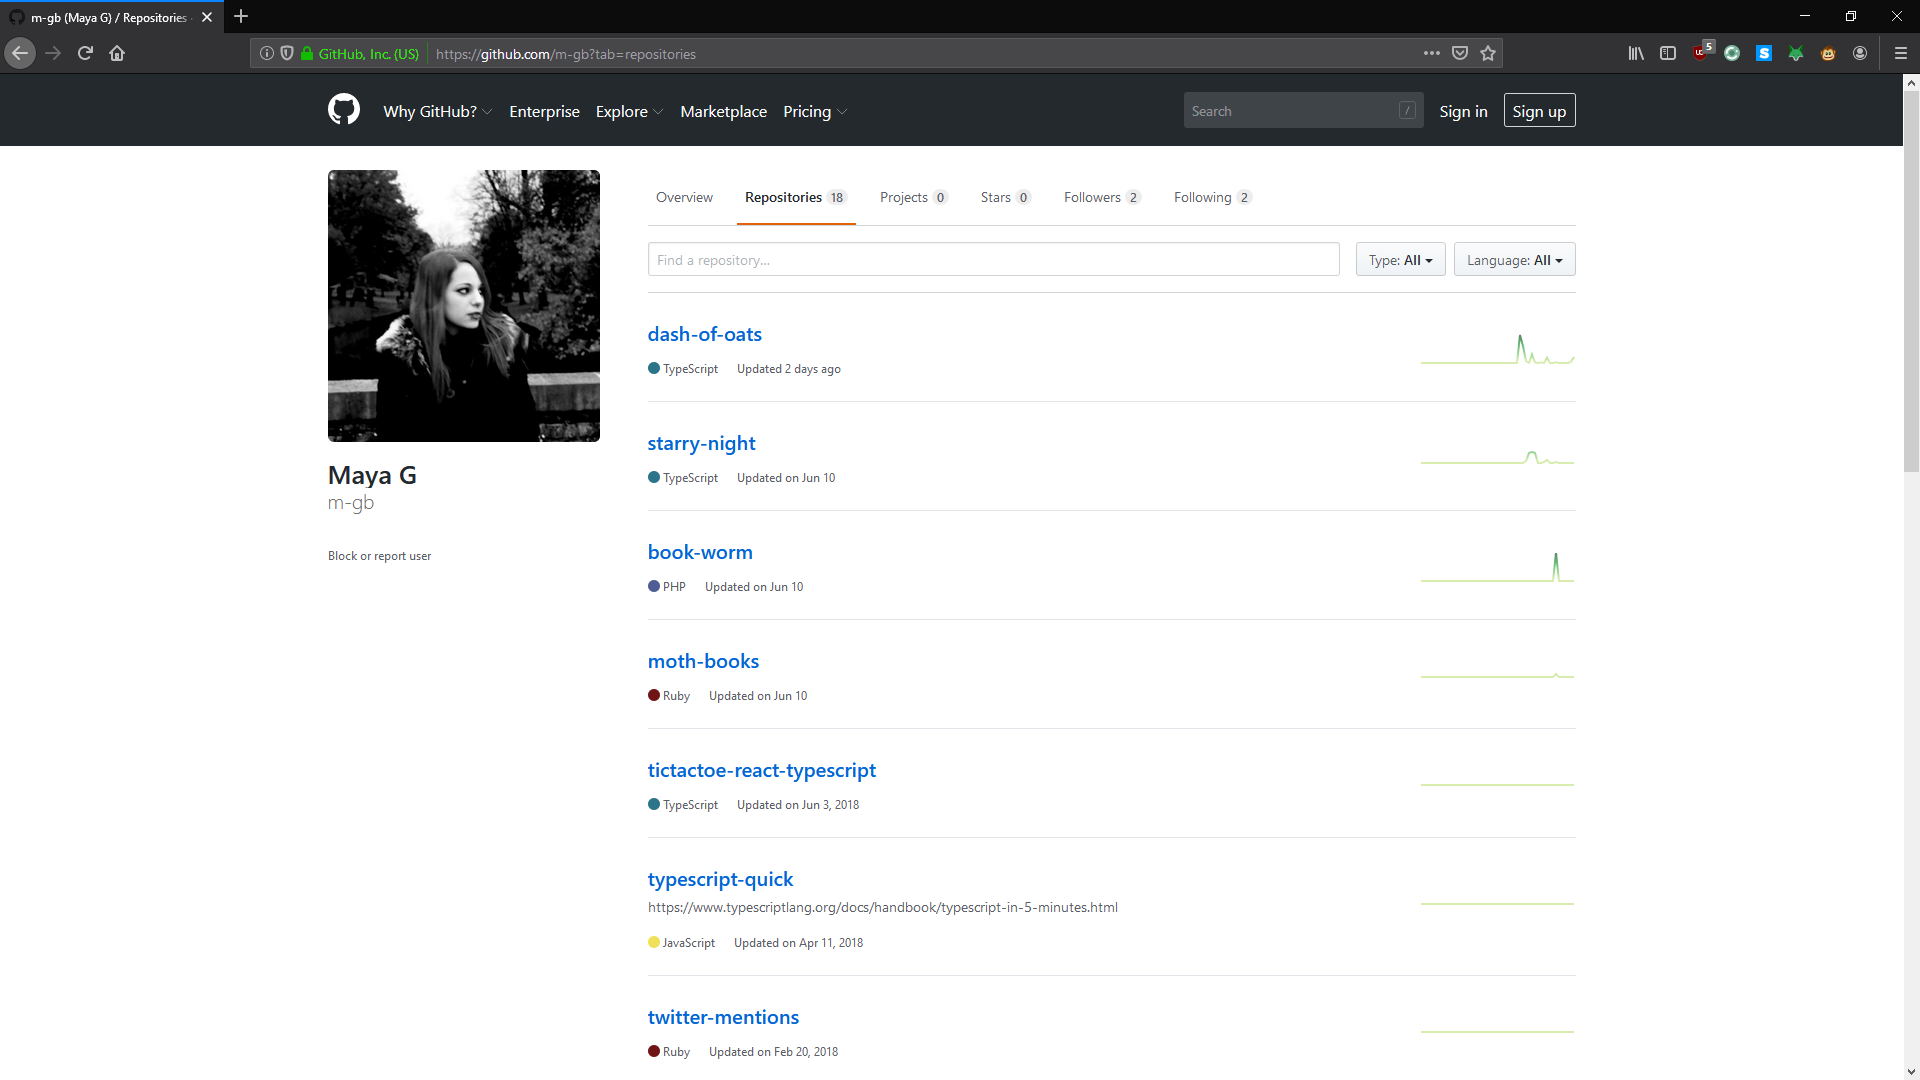 m-gb (Maya G) / Repositories
GitHub, Inc. (US)
https://github.com/m-gb?tab=repositories
5
Why GitHub?
Enterprise
Explore
Marketplace
Pricing
Search
/
Sign in
Sign up
Overview
Repositories 18
Projects 0
Stars 0
Followers 2
Following 2
Find a repository...
Type: All
Language: All
Maya G
m-gb
Block or report user
dash-of-oats
TypeScript Updated 2 days ago
starry-night
TypeScript Updated on Jun 10
book-worm
PHP Updated on Jun 10
moth-books
Ruby Updated on Jun 10
tictactoe-react-typescript
TypeScript Updated on Jun 3, 2018
typescript-quick
https://www.typescriptlang.org/docs/handbook/typescript-in-5-minutes.html
JavaScript Updated on Apr 11, 2018
twitter-mentions
Ruby Updated on Feb 20, 2018